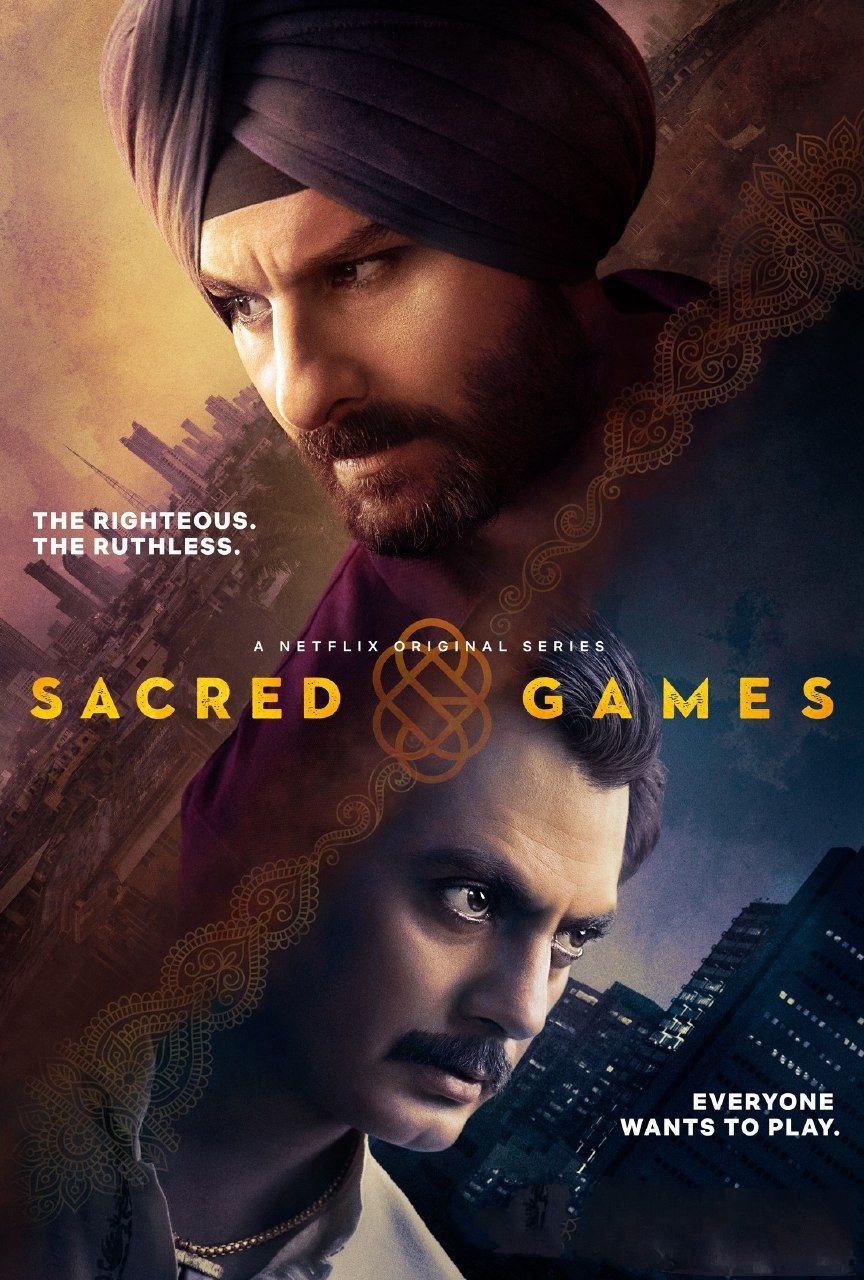 THE RIGHTEOUS.
THE RUTHLESS.
A NETFLIX ORIGINAL SERIES
SACRED GAMES
EVERYONE
WANTS TO PLAY.